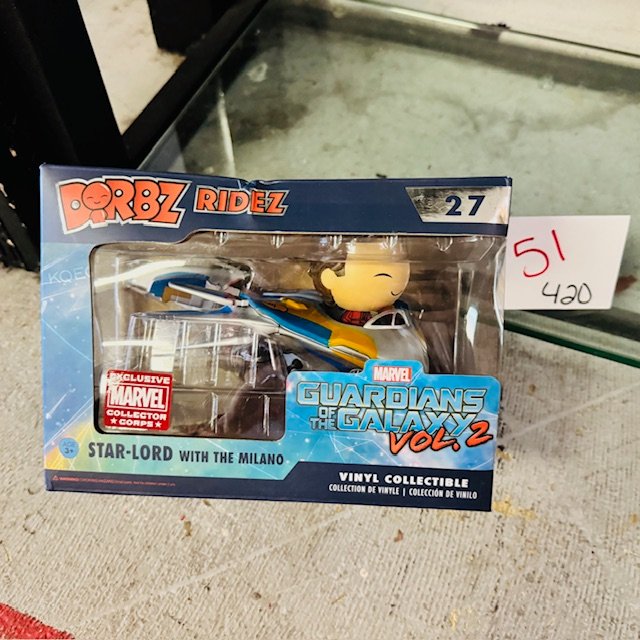 DORBZ RIDEZ
27
51
420
EXCLUSIVE
MARVEL
COLLECTOR
★ CORPS ★
MARVEL
GUARDIANS
OF THE GALAXY
VOL. 2
3+
STAR-LORD WITH THE MILANO
VINYL COLLECTIBLE
COLLECTION DE VINYLE | COLECCIÓN DE VINILO